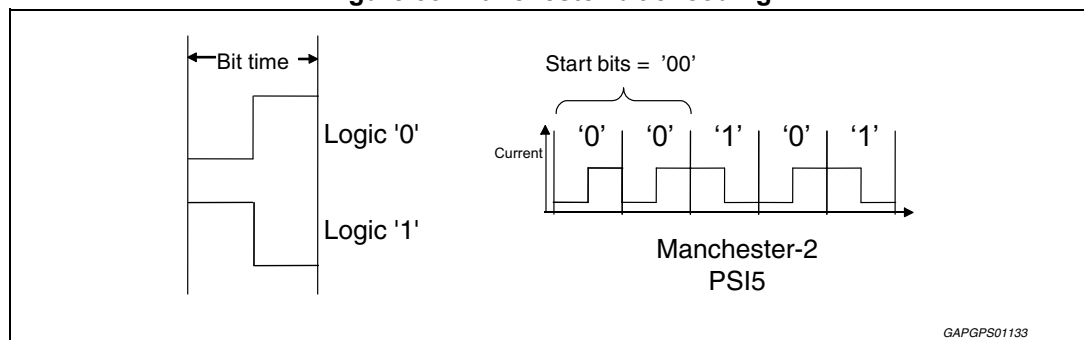 Bit time
Logic '0'
Logic '1'
Start bits = '00'
Current
‘0’ ‘0’ ‘1’ ‘0’ ‘1’
Manchester-2
PSI5
GAPGPS01133